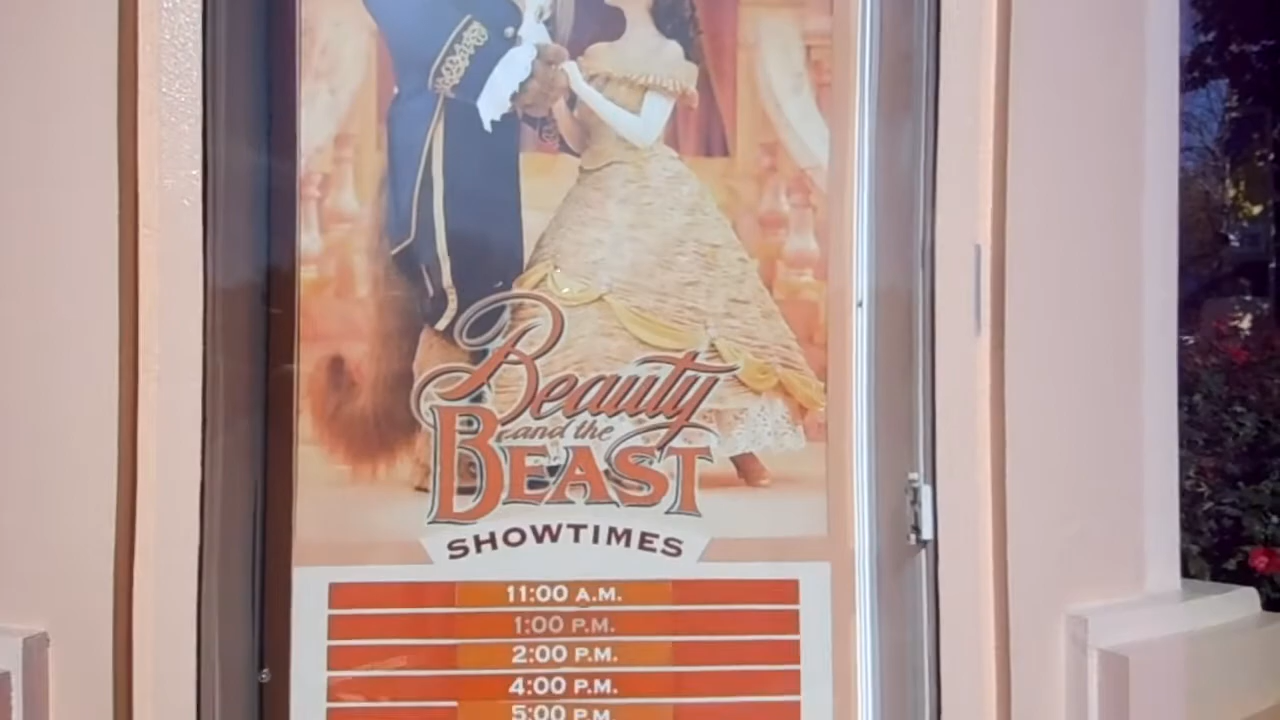 Beauty
and the
BEAST
SHOWTIMES
11:00 A.M.
1:00 P.M.
2:00 P.M.
4:00 P.M.
5:00 P.M.